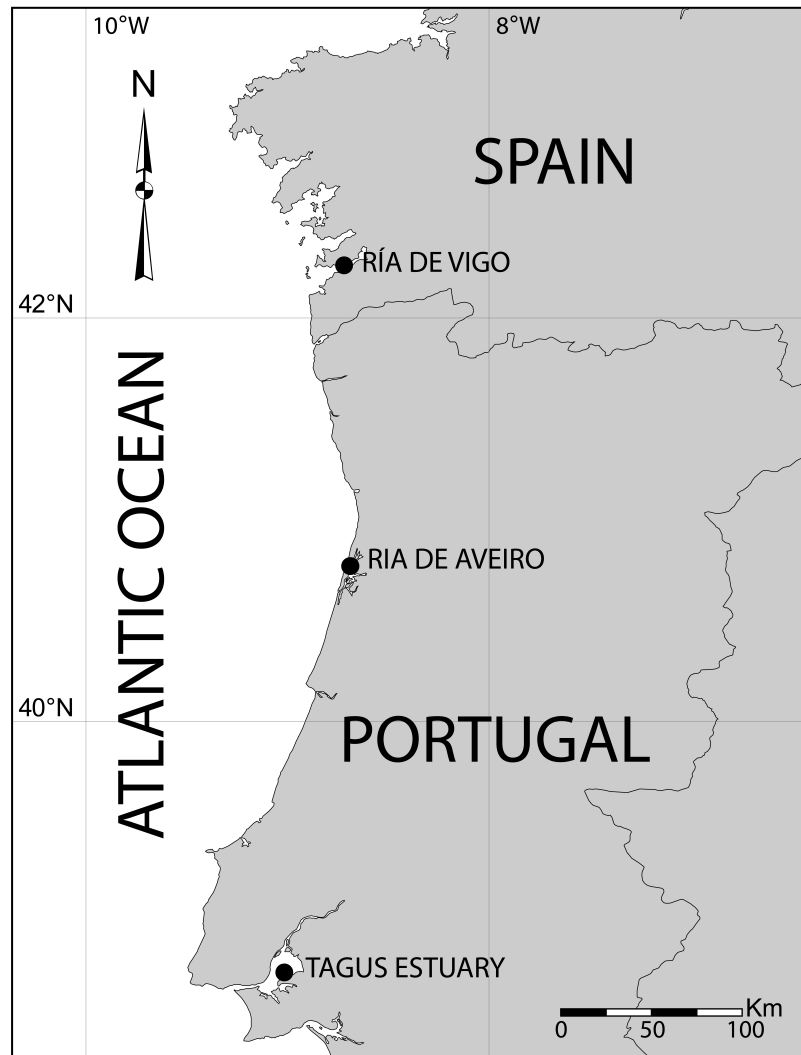 10°W
8°W
N
SPAIN
RÍA DE VIGO
42°N
ATLANTIC OCEAN
RIA DE AVEIRO
40°N
PORTUGAL
TAGUS ESTUARY
Km
0 50 100